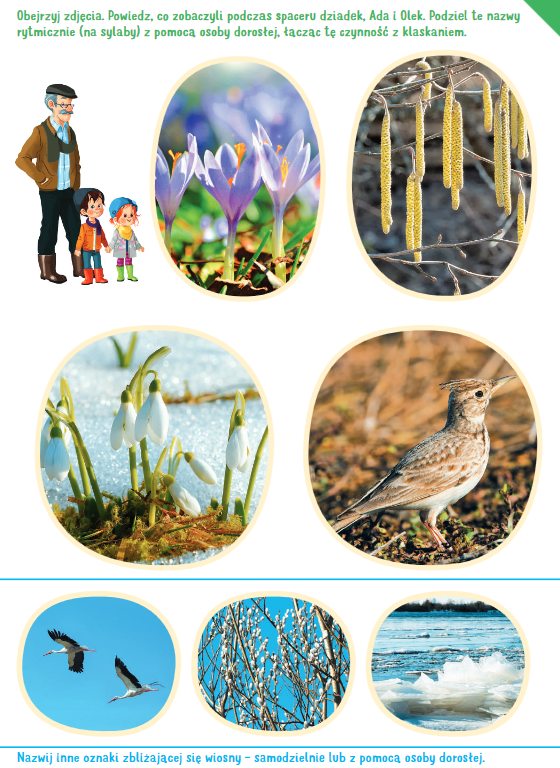 Obejrzyj zdjęcia. Powiedz, co zobaczyli podczas spaceru dziadek, Ada i Olek. Podziel te nazwy
rytmicznie (na sylaby) z pomocą osoby dorosłej, łącząc tę czynność z klaskaniem.
Nazwij inne oznaki zbliżającej się wiosny – samodzielnie lub z pomocą osoby dorosłej.